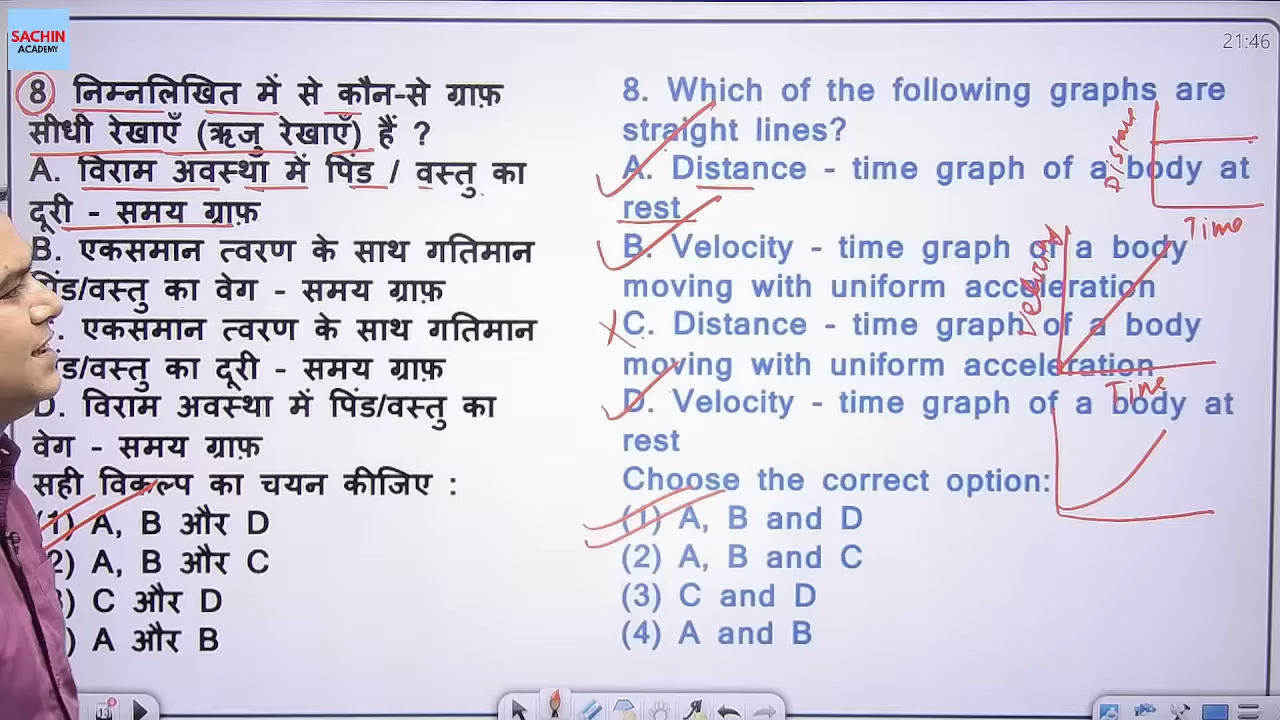 SACHIN
ACADEMY
21:46
8 निम्नलिखित में से कौन-से ग्राफ़
सीधी रेखाएँ (ऋजु रेखाएँ) हैं ?
A. विराम अवस्था में पिंड / वस्तु का
दूरी - समय ग्राफ़
B. एकसमान त्वरण के साथ गतिमान
पिंड/वस्तु का वेग - समय ग्राफ़
. एकसमान त्वरण के साथ गतिमान
पिंड/वस्तु का दूरी - समय ग्राफ़
D. विराम अवस्था में पिंड/वस्तु का
वेग - समय ग्राफ़
सही विकल्प का चयन कीजिए :
(1) A, B और D
2) A, B और C
) C और D
) A और B
8. Which of the following graphs are
straight lines?
A. Distance - time graph of a body at
rest
B. Velocity - time graph of a body
moving with uniform acceleration
C. Distance - time graph of a body
moving with uniform acceleration
D. Velocity - time graph of a body at
rest
Choose the correct option:
(1) A, B and D
(2) A, B and C
(3) C and D
(4) A and B
Time
Velocity
Time
13